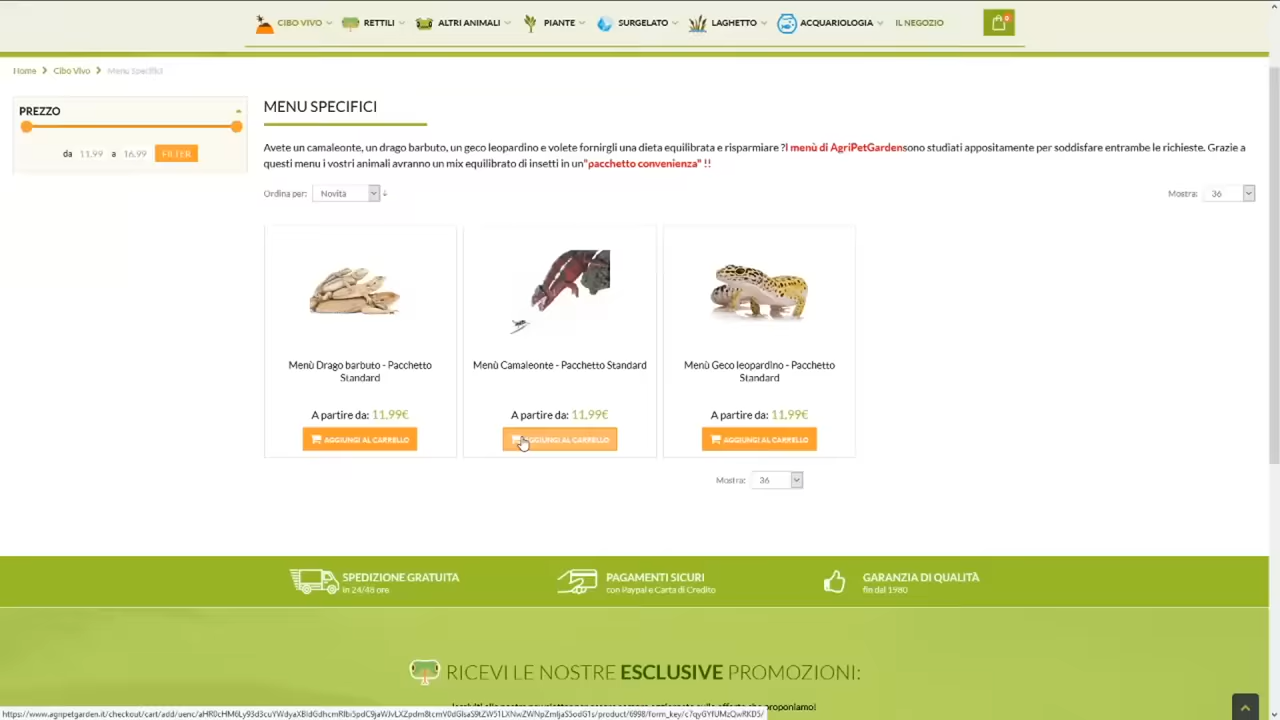 CIBO VIVO RETTILI ALTRI ANIMALI PIANTE SURGELATO LAGHETTO ACQUARIOLOGIA IL NEGOZIO 0
Home Cibo Vivo Menu Specifici
PREZZO
da 11.99 a 16.99 FILTER
MENU SPECIFICI
Avete un camaleonte, un drago barbuto, un geco leopardino e volete fornirgli una dieta equilibrata e risparmiare ?I menù di AgriPetGardensono studiati appositamente per soddisfare entrambe le richieste. Grazie a
questi menu i vostri animali avranno un mix equilibrato di insetti in un"pacchetto convenienza" !!
Ordina per: Novità
Mostra: 36
Menù Drago barbuto - Pacchetto
Standard
A partire da: 11,99€
AGGIUNGI AL CARRELLO
Menù Camaleonte - Pacchetto Standard
A partire da: 11,99€
AGGIUNGI AL CARRELLO
Menù Geco leopardino - Pacchetto
Standard
A partire da: 11,99€
AGGIUNGI AL CARRELLO
Mostra: 36
SPEDIZIONE GRATUITA
in 24/48 ore
PAGAMENTI SICURI
con Paypal e Carta di Credito
GARANZIA DI QUALITÀ
fin dal 1980
RICEVI LE NOSTRE ESCLUSIVE PROMOZIONI: